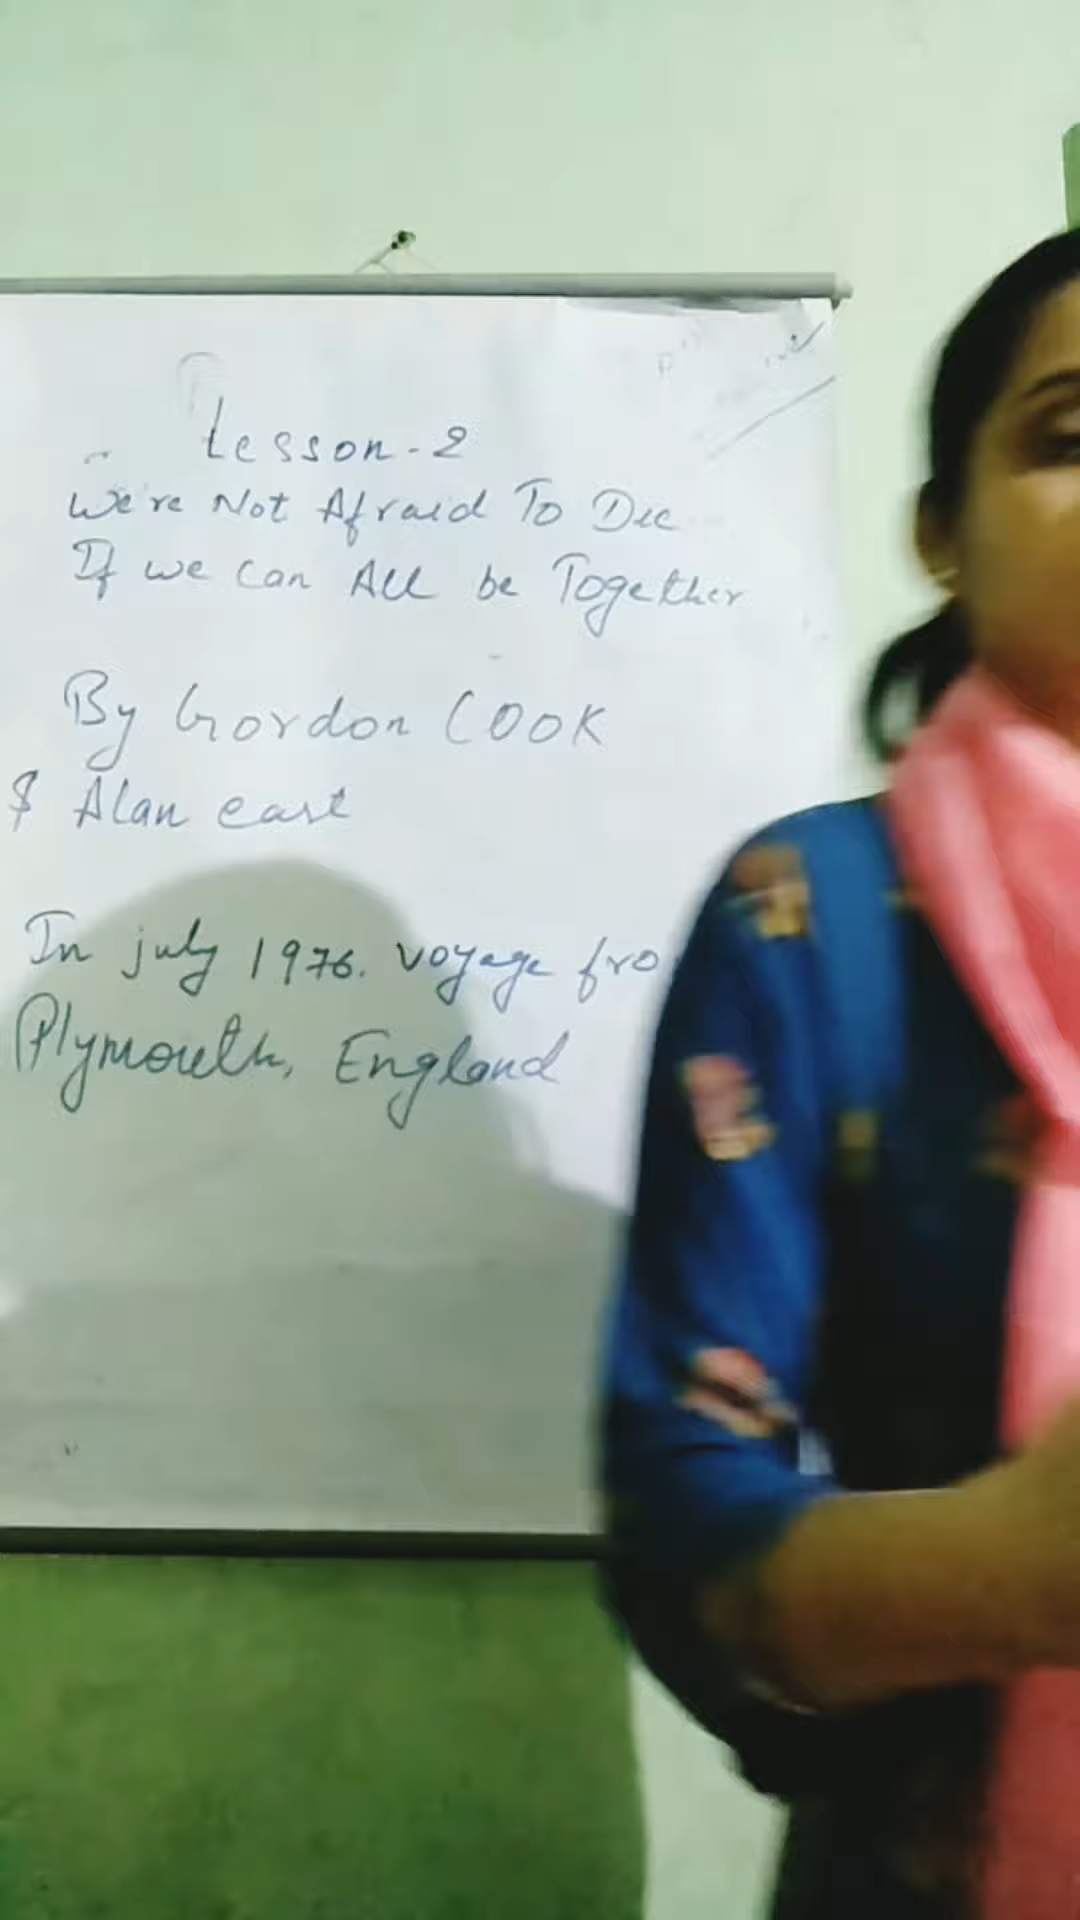 Lesson-2
We're Not Afraid To Die
If we Can All be Together
By Gordon Cook
& Alan east
In july 1976. voyage fro
Plymouth, England